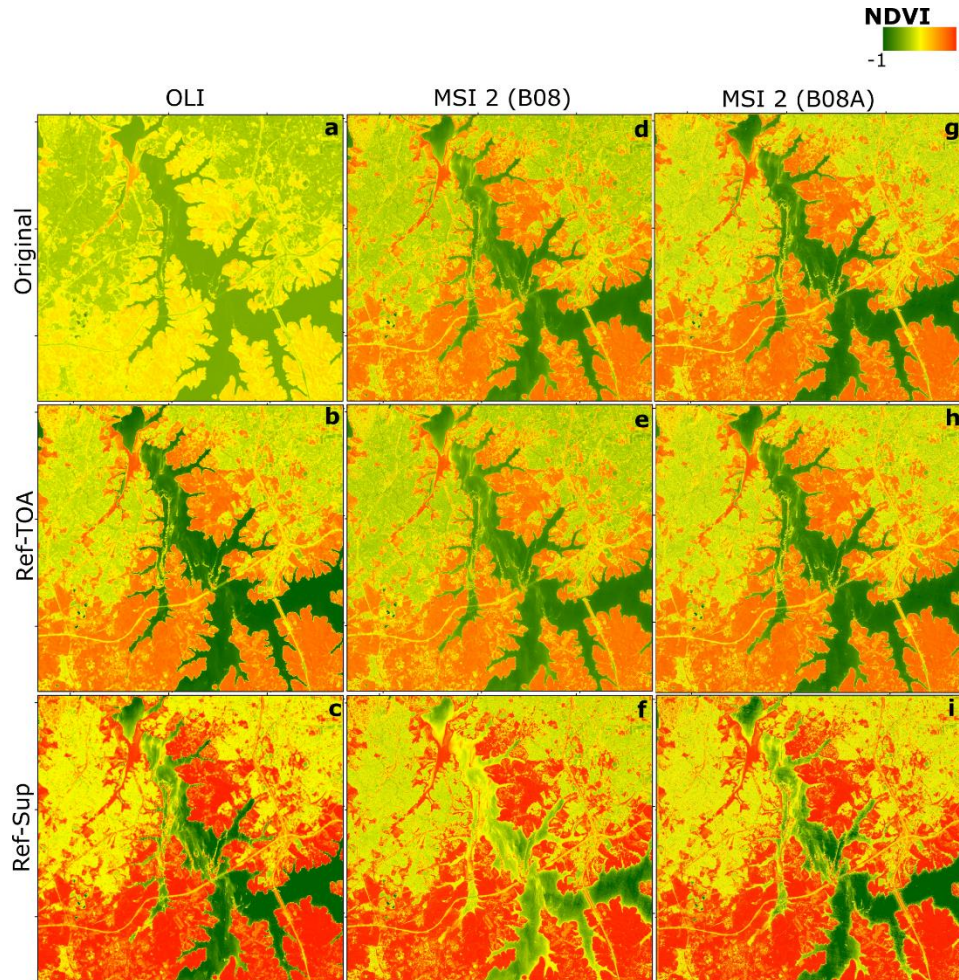 NDVI
-1
OLI
MSI 2 (B08)
MSI 2 (B08A)
Original
a
d
g
Ref-TOA
b
e
h
Ref-Sup
c
f
i